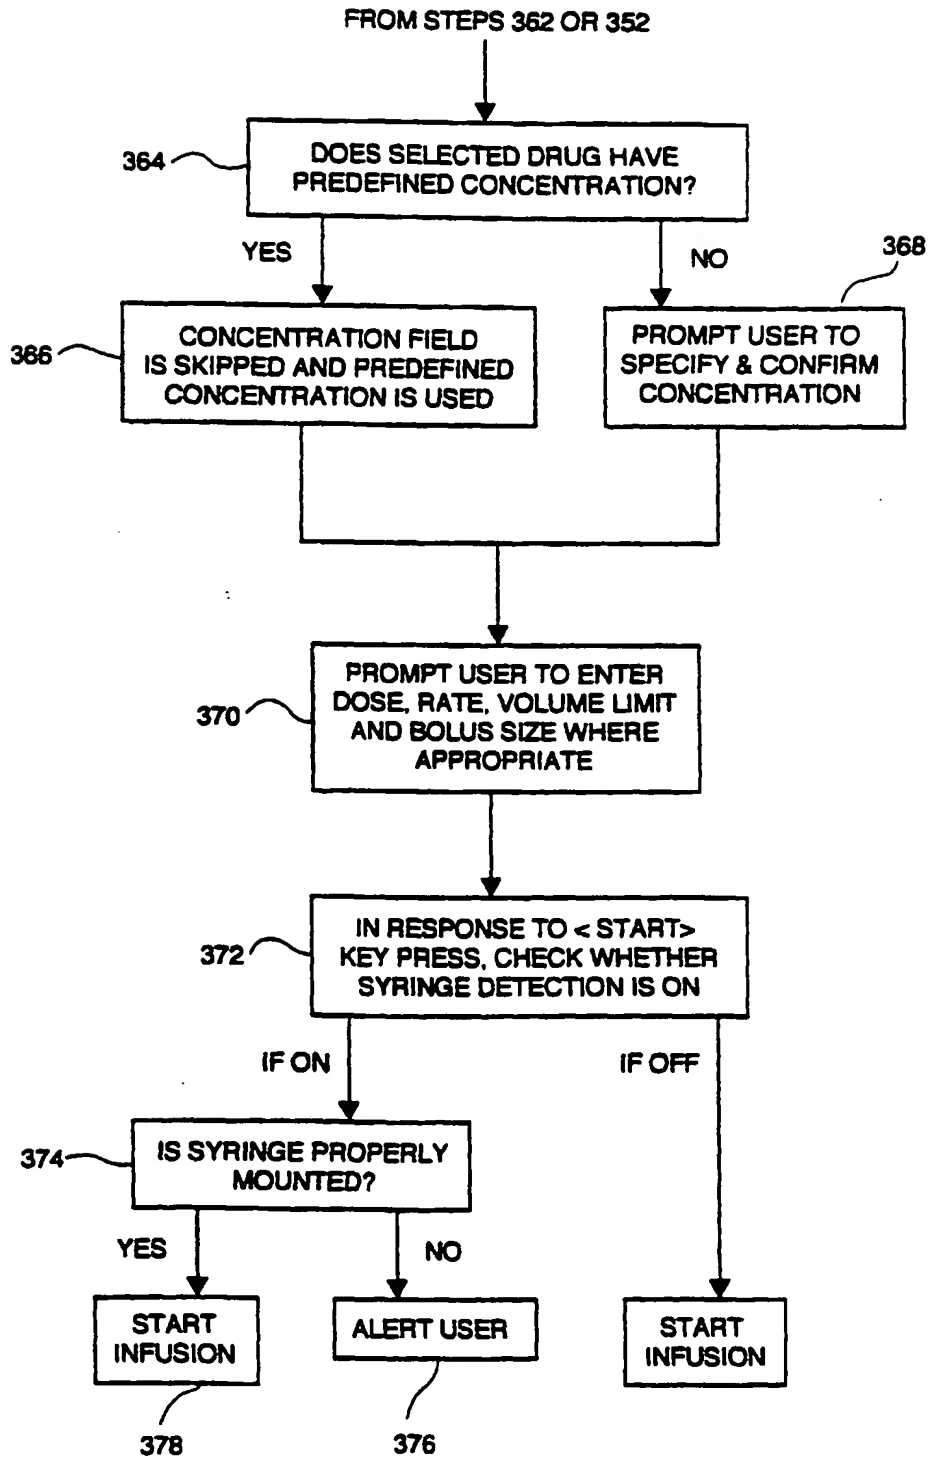 FROM STEPS 362 OR 352
364
DOES SELECTED DRUG HAVE
PREDEFINED CONCENTRATION?
YES
NO
368
366
CONCENTRATION FIELD
IS SKIPPED AND PREDEFINED
CONCENTRATION IS USED
PROMPT USER TO
SPECIFY & CONFIRM
CONCENTRATION
370
PROMPT USER TO ENTER
DOSE, RATE, VOLUME LIMIT
AND BOLUS SIZE WHERE
APPROPRIATE
372
IN RESPONSE TO < START>
KEY PRESS, CHECK WHETHER
SYRINGE DETECTION IS ON
IF ON
IF OFF
374
IS SYRINGE PROPERLY
MOUNTED?
YES
NO
START
INFUSION
ALERT USER
START
INFUSION
378
376